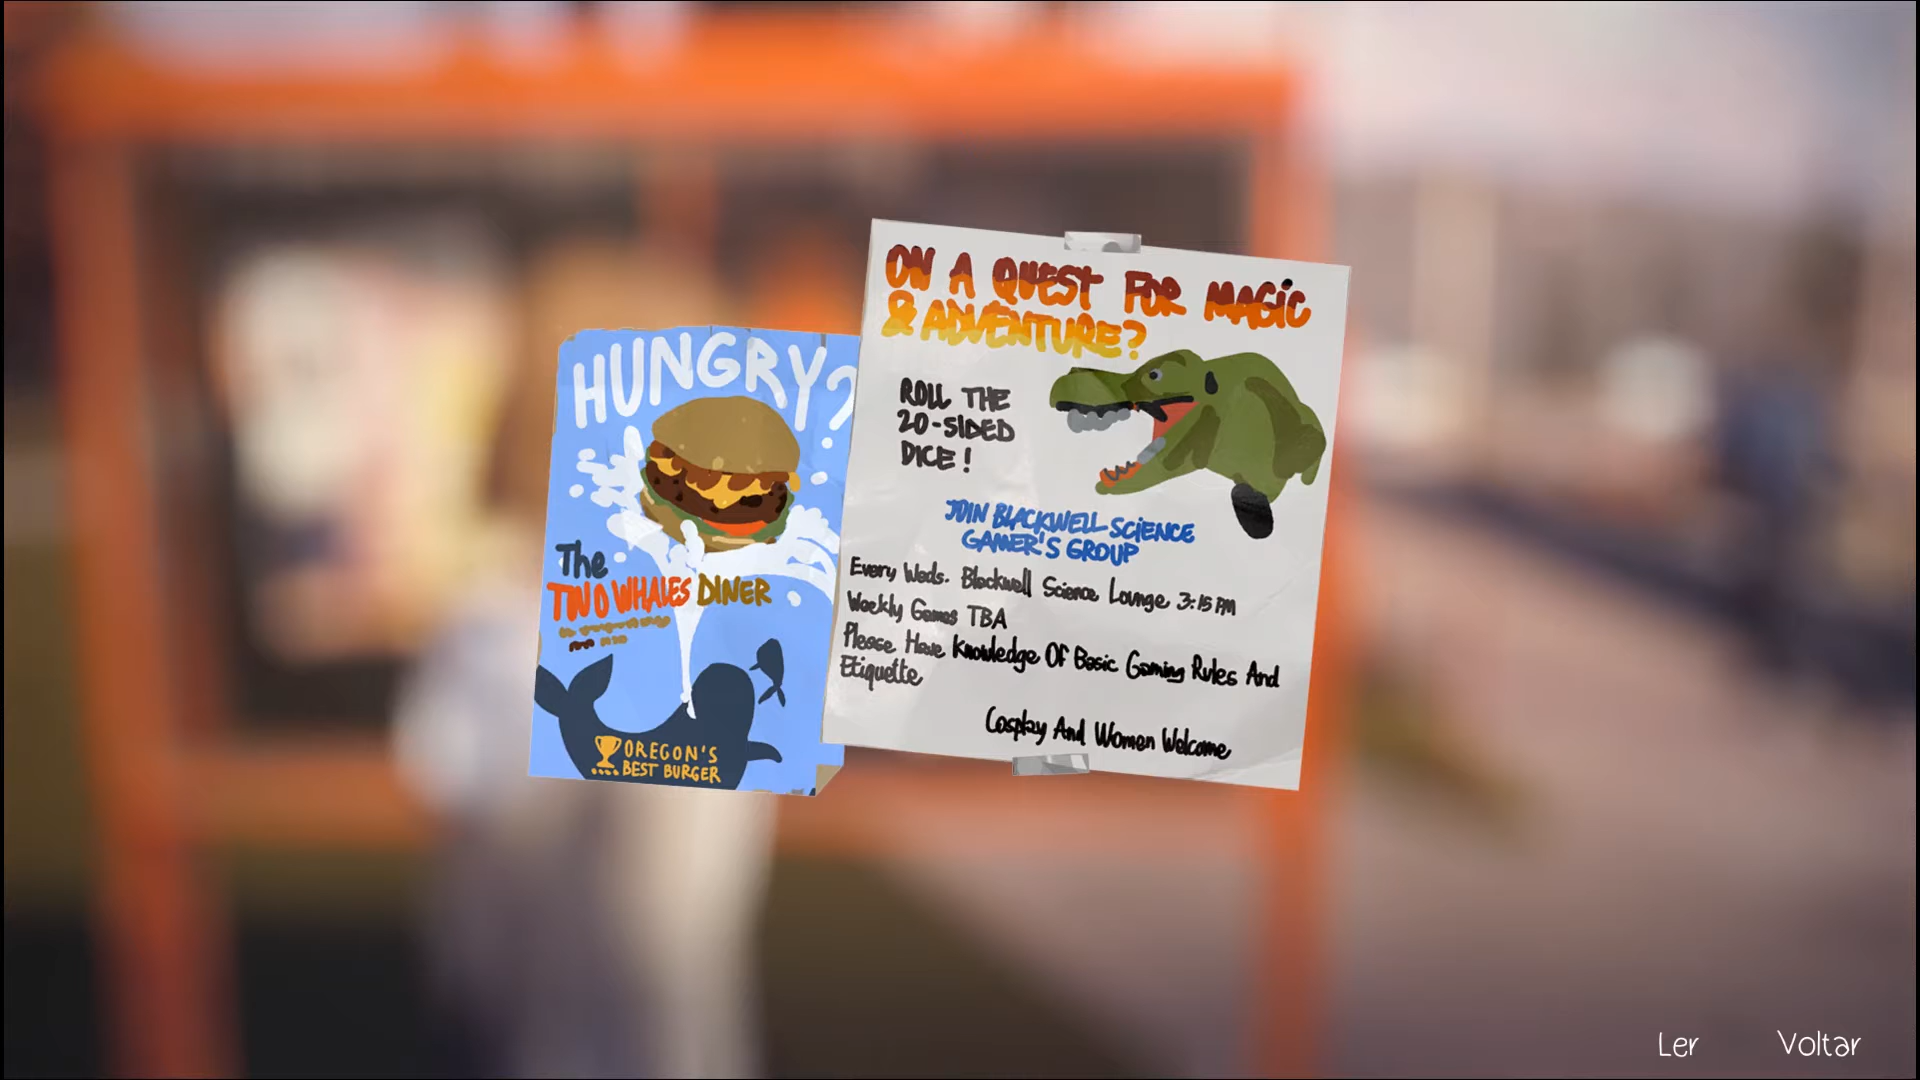 HUNGRY?
The
TWO WHALES DINER
OREGON'S
BEST BURGER
ON A QUEST FOR MAGIC
& ADVENTURE?
ROLL THE
20-SIDED
DICE!
JOIN BLACKWELL SCIENCE
GAMER'S GROUP
Every Weds. Blackwell Science Lounge 3:15 PM
Weekly Games TBA
Please Have Knowledge Of Basic Gaming Rules And
Etiquette
Cosplay And Women Welcome
Ler Voltar